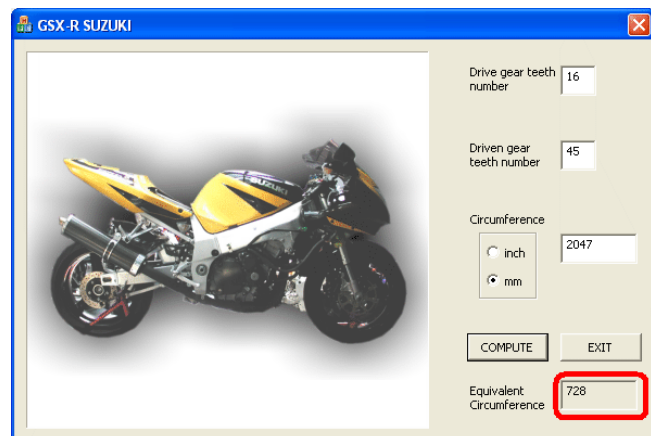 GSX-R SUZUKI
Drive gear teeth
number
16
Driven gear
teeth number
45
Circumference
inch
mm
2047
COMPUTE
EXIT
Equivalent
Circumference
728
SUZUKI